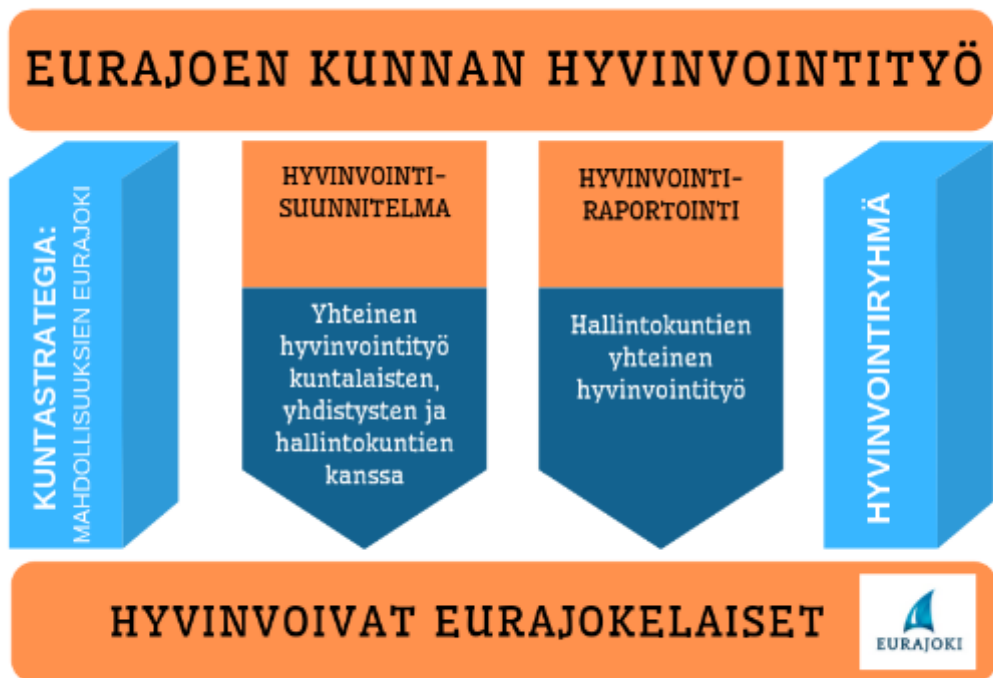 EURAJOEN KUNNAN HYVINVOINTITYÖ
KUNTASTRATEGIA:
MAHDOLLISUUKSIEN EURAJOKI
HYVINVOINTI-
SUUNNITELMA
Yhteinen
hyvinvointityö
kuntalaisten,
yhdistysten ja
hallintokuntien
kanssa
HYVINVOINTI-
RAPORTOINTI
Hallintokuntien
yhteinen
hyvinvointityö
HYVINVOINTIRYHMÄ
HYVINVOIVAT EURAJOKELAISET
EURAJOKI